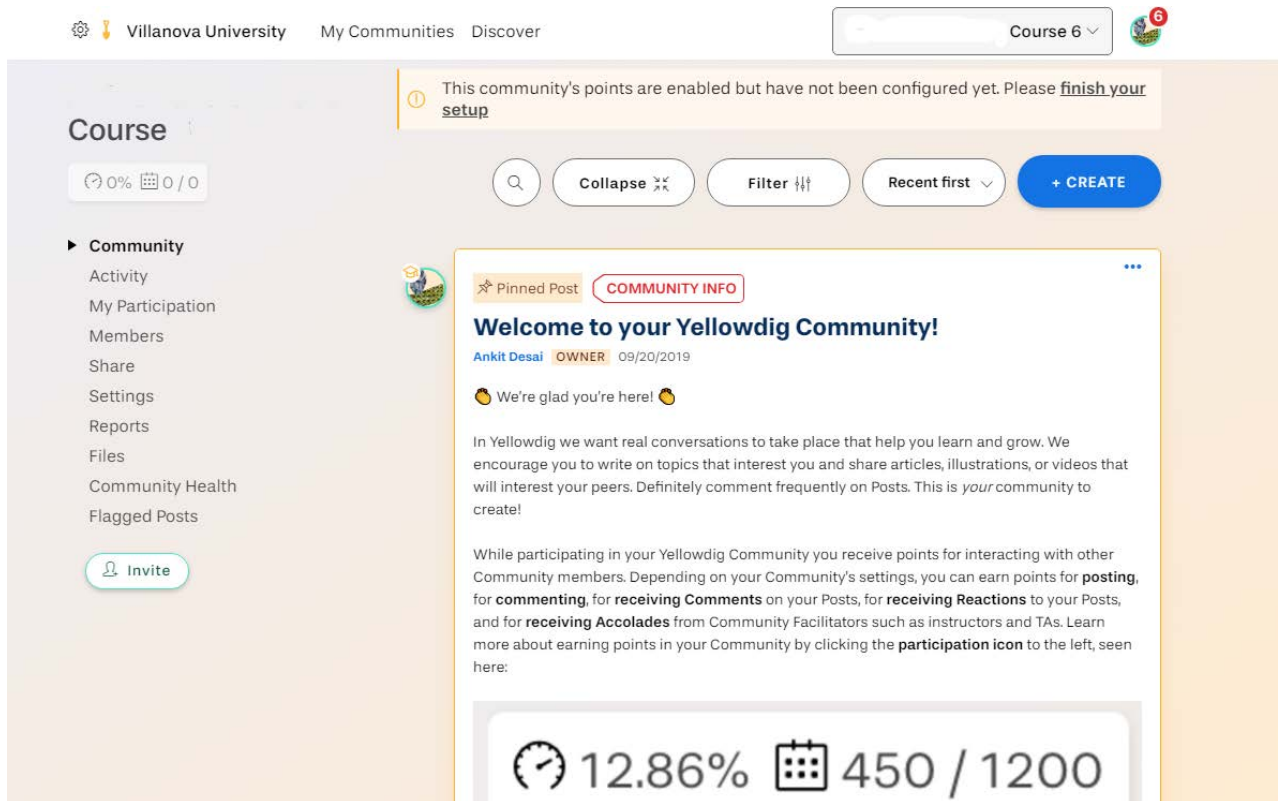 Villanova University My Communities Discover Course 6 6
This community's points are enabled but have not been configured yet. Please finish your
setup
Course
0% 0 / 0
Collapse Filter Recent first + CREATE
Community
Activity
My Participation
Members
Share
Settings
Reports
Files
Community Health
Flagged Posts
Invite
Pinned Post COMMUNITY INFO
Welcome to your Yellowdig Community!
Ankit Desai OWNER 09/20/2019
We're glad you're here!
In Yellowdig we want real conversations to take place that help you learn and grow. We
encourage you to write on topics that interest you and share articles, illustrations, or videos that
will interest your peers. Definitely comment frequently on Posts. This is your community to
create!
While participating in your Yellowdig Community you receive points for interacting with other
Community members. Depending on your Community's settings, you can earn points for posting,
for commenting, for receiving Comments on your Posts, for receiving Reactions to your Posts,
and for receiving Accolades from Community Facilitators such as instructors and TAs. Learn
more about earning points in your Community by clicking the participation icon to the left, seen
here:
12.86% 450 / 1200